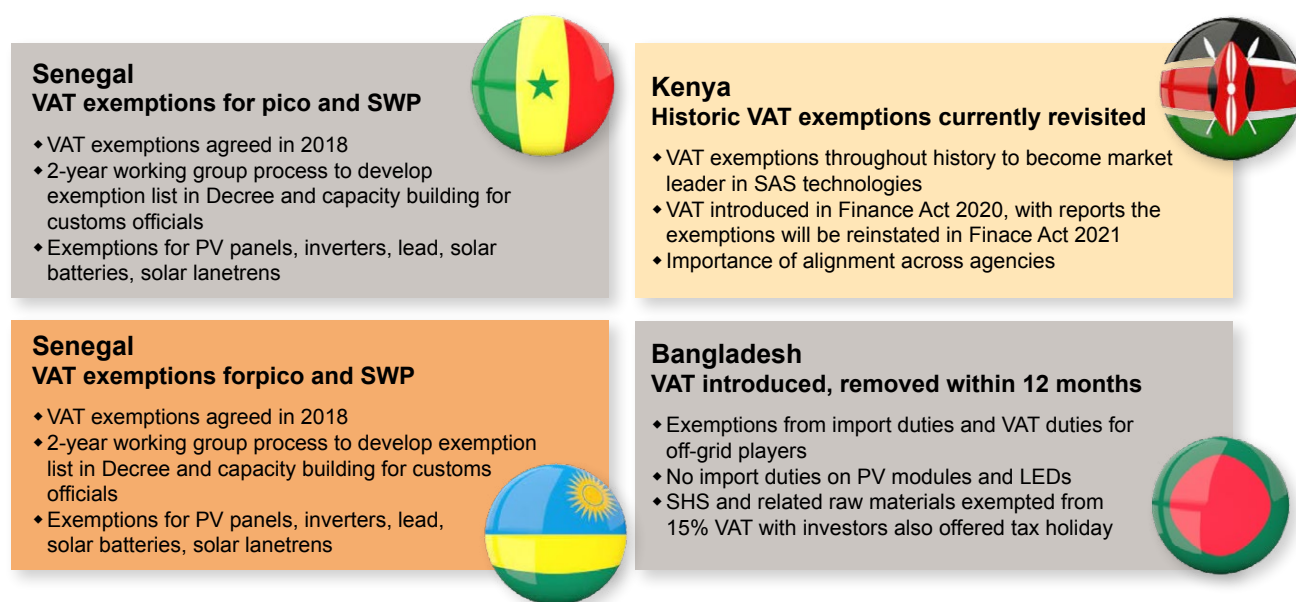 Senegal
VAT exemptions for pico and SWP
◆ VAT exemptions agreed in 2018
◆ 2-year working group process to develop
exemption list in Decree and capacity building for
customs officials
◆ Exemptions for PV panels, inverters, lead, solar
batteries, solar lanetrens
Kenya
Historic VAT exemptions currently revisited
◆ VAT exemptions throughout history to become market
leader in SAS technologies
◆ VAT introduced in Finance Act 2020, with reports the
exemptions will be reinstated in Finace Act 2021
◆ Importance of alignment across agencies
Senegal
VAT exemptions forpico and SWP
◆ VAT exemptions agreed in 2018
◆ 2-year working group process to develop exemption
list in Decree and capacity building for customs
officials
◆ Exemptions for PV panels, inverters, lead,
solar batteries, solar lanetrens
Bangladesh
VAT introduced, removed within 12 months
◆ Exemptions from import duties and VAT duties for
off-grid players
◆ No import duties on PV modules and LEDs
◆ SHS and related raw materials exempted from
15% VAT with investors also offered tax holiday